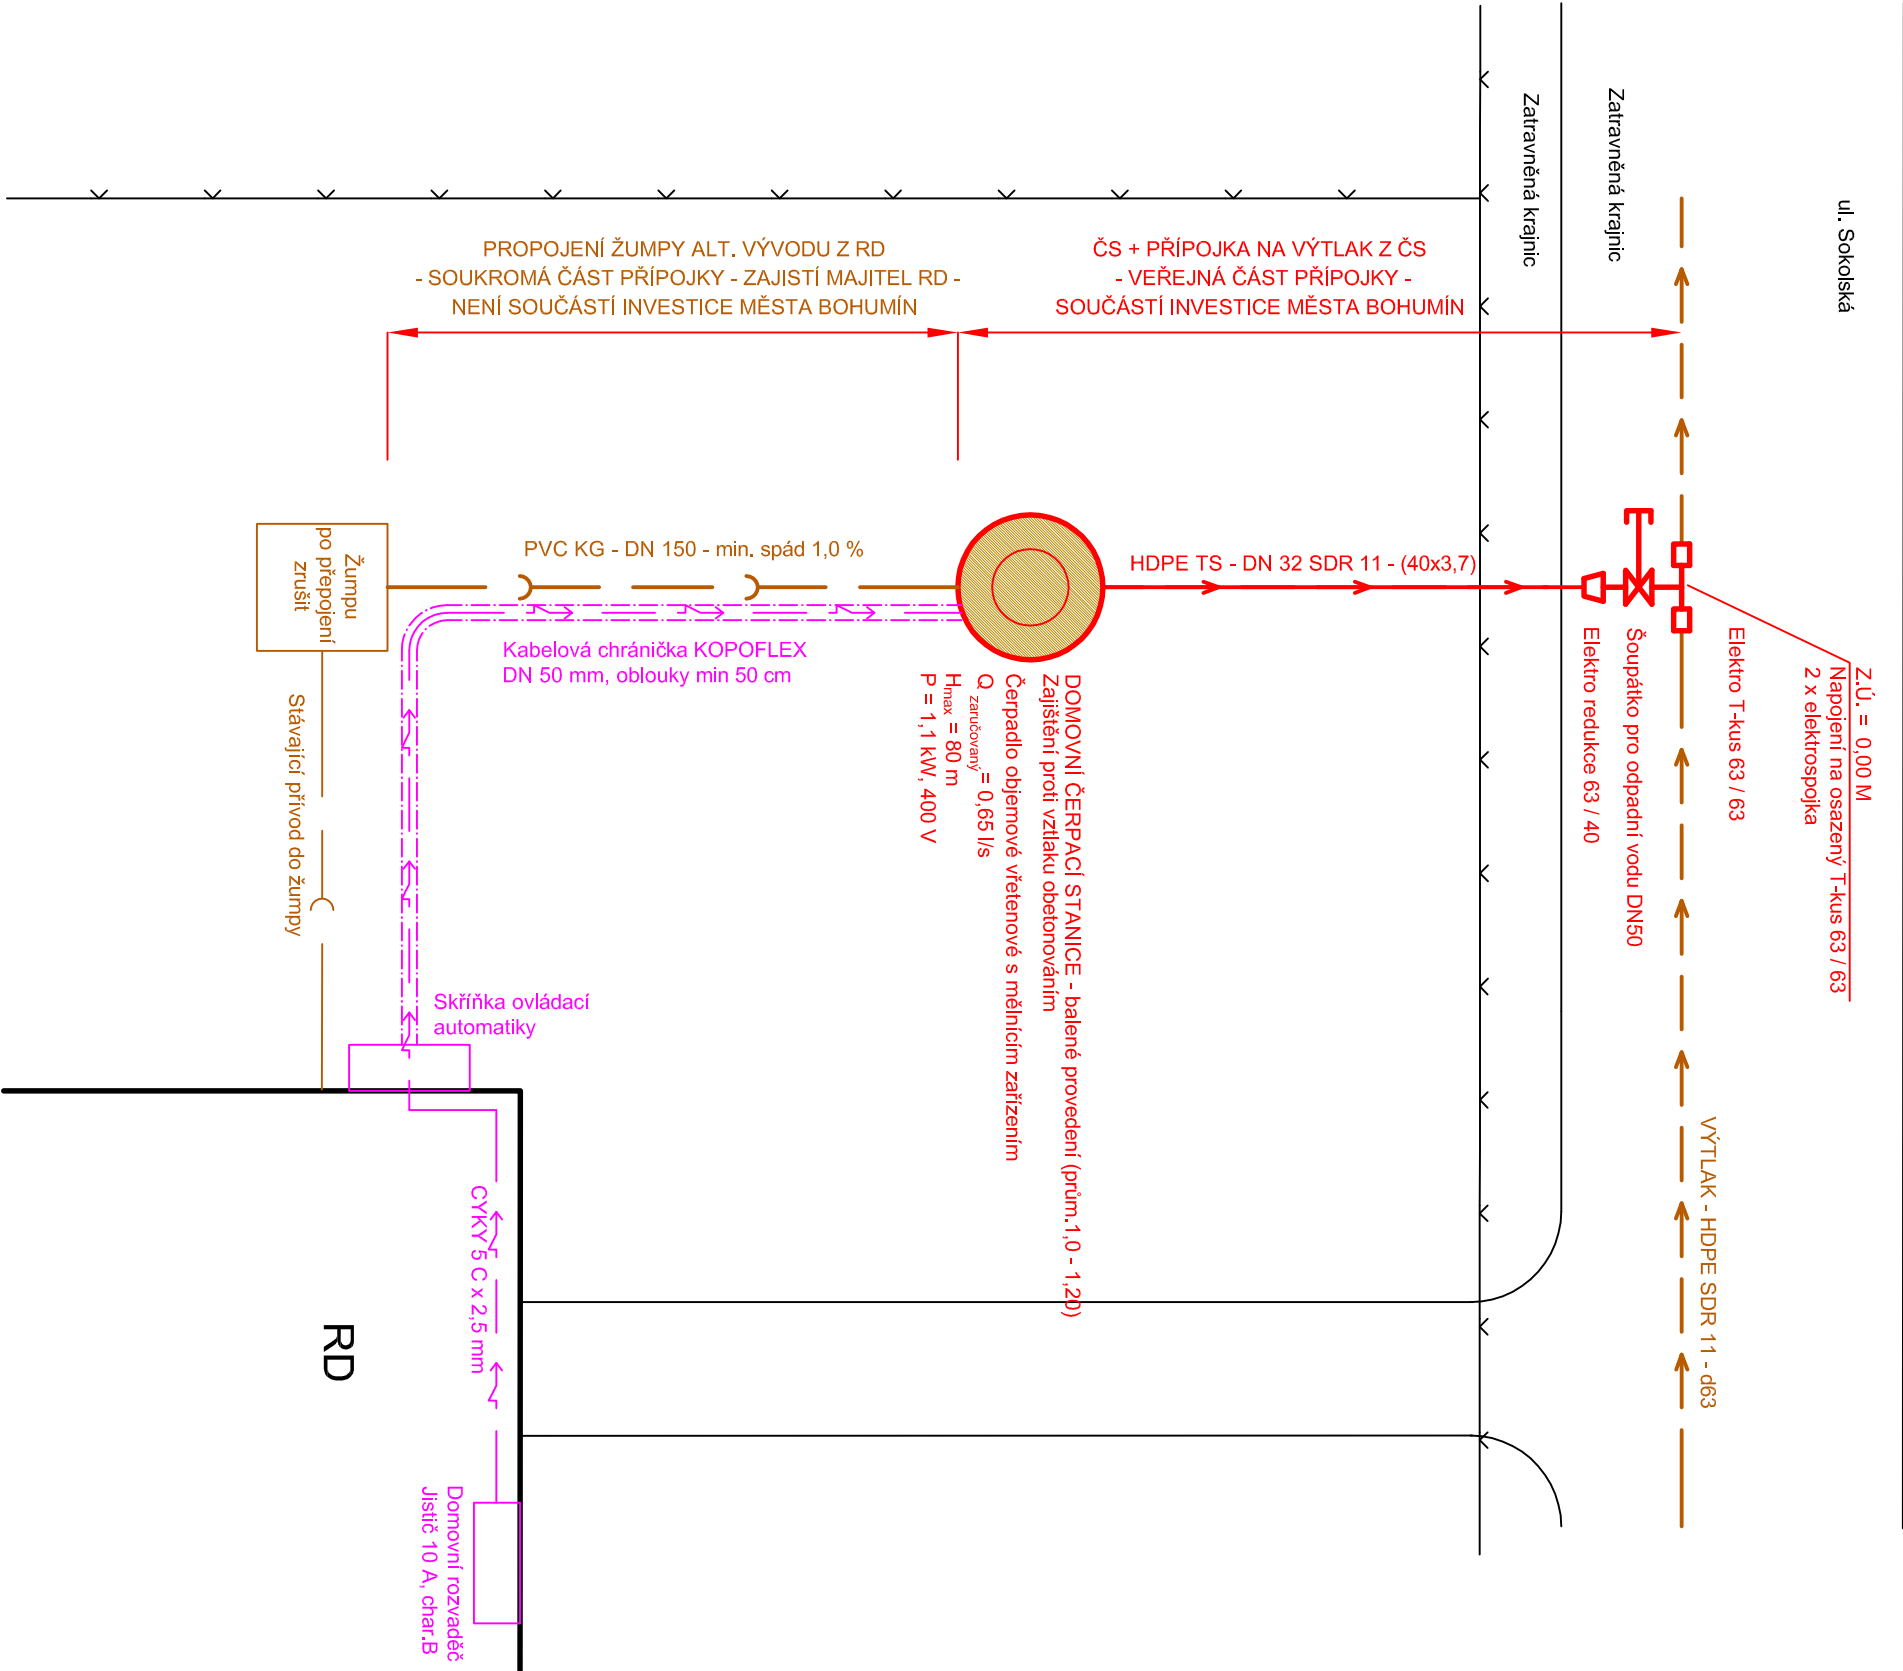 PROPOJENÍ ŽUMPY ALT. VÝVODU Z RD
- SOUKROMÁ ČÁST PŘÍPOJKY - ZAJISTÍ MAJITEL RD -
NENÍ SOUČÁSTÍ INVESTICE MĚSTA BOHUMÍN
ČS + PŘÍPOJKA NA VÝTLAK Z ČS
- VEŘEJNÁ ČÁST PŘÍPOJKY -
SOUČÁSTÍ INVESTICE MĚSTA BOHUMÍN
Zatravněná krajnic
Zatravněná krajnic
ul. Sokolská
Žumpu
po přepojení
zrušit
PVC KG - DN 150 - min. spád 1,0 %
HDPE TS - DN 32 SDR 11 - (40x3,7)
Kabelová chránička KOPOFLEX
DN 50 mm, oblouky min 50 cm
Z.Ú. = 0,00 M
Napojení na osazený T-kus 63 / 63
2 x elektrospojka
Elektro T-kus 63 / 63
Šoupátko pro odpadní vodu DN50
Elektro redukce 63 / 40
DOMOVNÍ ČERPACÍ STANICE - balené provedení (prům.1,0 - 1,20)
Zajištění proti vztlaku obetonováním
Čerpadlo objemové vřetenové s mělnícím zařízením
Q zaručovaný = 0,65 l/s
Hmax = 80 m
P = 1,1 kW, 400 V
Stávající přívod do žumpy
Skříňka ovládací
automatiky
VÝTLAK - HDPE SDR 11 - d63
CYKY 5 C x 2,5 mm
RD
Domovní rozvaděč
Jistič 10 A, char.B